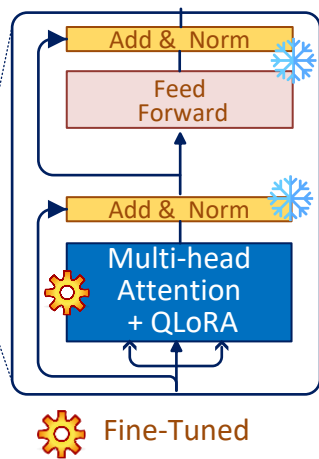 Add & Norm
Feed
Forward
Add & Norm
Multi-head
Attention
+ QLoRA
Fine-Tuned